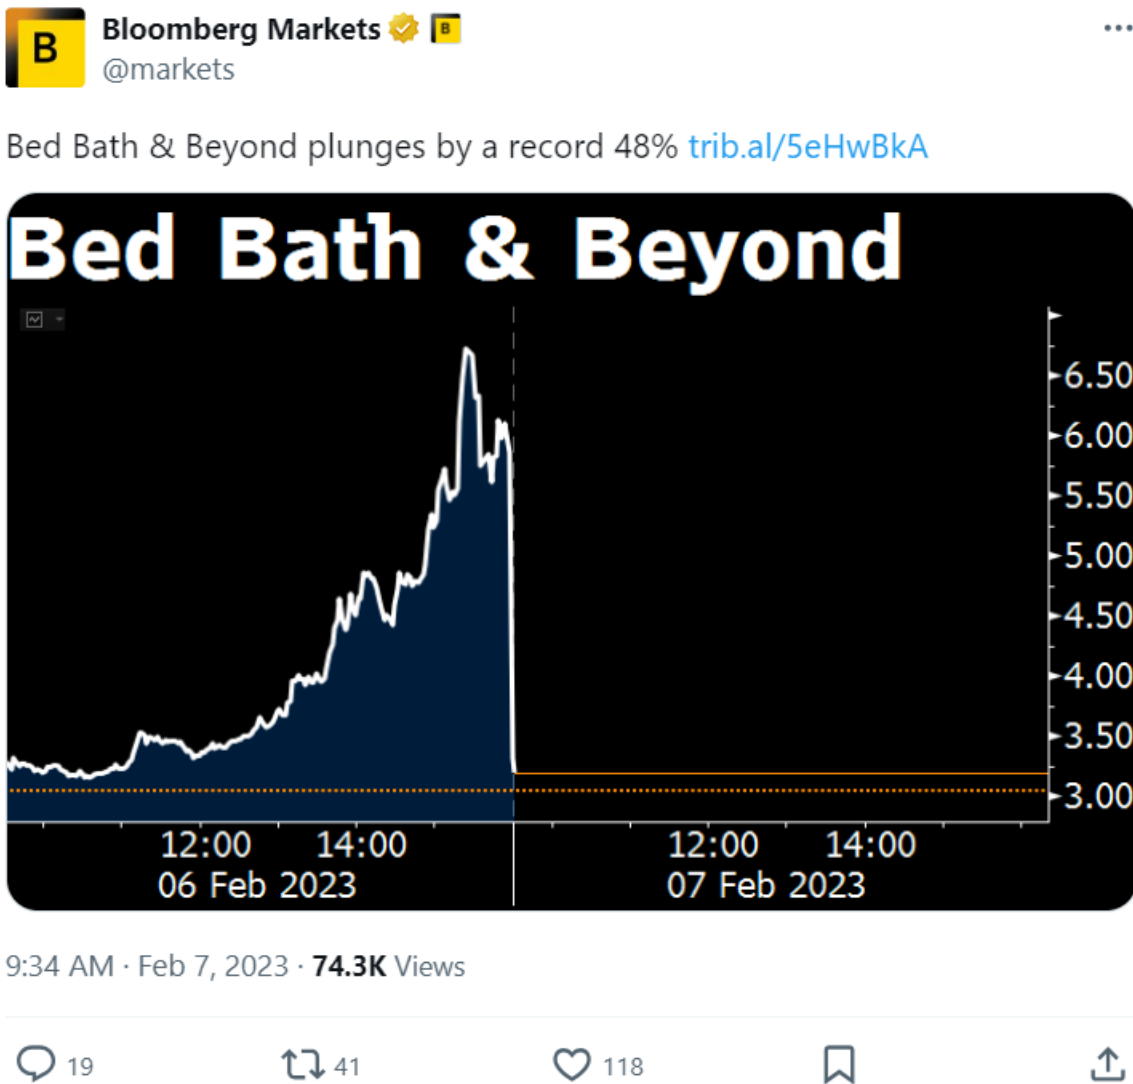 B
Bloomberg Markets B
@markets
Bed Bath & Beyond plunges by a record 48% trib.al/5eHwBkA
Bed Bath & Beyond
6.50
6.00
5.50
5.00
4.50
4.00
3.50
3.00
12:00 14:00 12:00 14:00
06 Feb 2023 07 Feb 2023
9:34 AM · Feb 7, 2023 · 74.3K Views
19 41 118